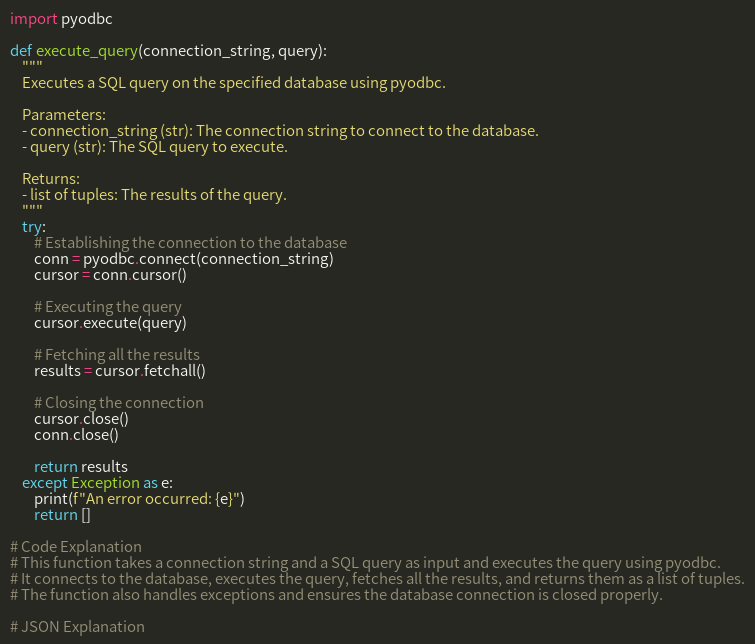 import pyodbc
def execute_query(connection_string, query):
"""
Executes a SQL query on the specified database using pyodbc.
Parameters:
- connection_string (str): The connection string to connect to the database.
- query (str): The SQL query to execute.
Returns:
- list of tuples: The results of the query.
"""
try:
# Establishing the connection to the database
conn = pyodbc.connect(connection_string)
cursor = conn.cursor()
# Executing the query
cursor.execute(query)
# Fetching all the results
results = cursor.fetchall()
# Closing the connection
cursor.close()
conn.close()
return results
except Exception as e:
print(f"An error occurred: {e}")
return []
# Code Explanation
# This function takes a connection string and a SQL query as input and executes the query using pyodbc.
# It connects to the database, executes the query, fetches all the results, and returns them as a list of tuples.
# The function also handles exceptions and ensures the database connection is closed properly.
# JSON Explanation